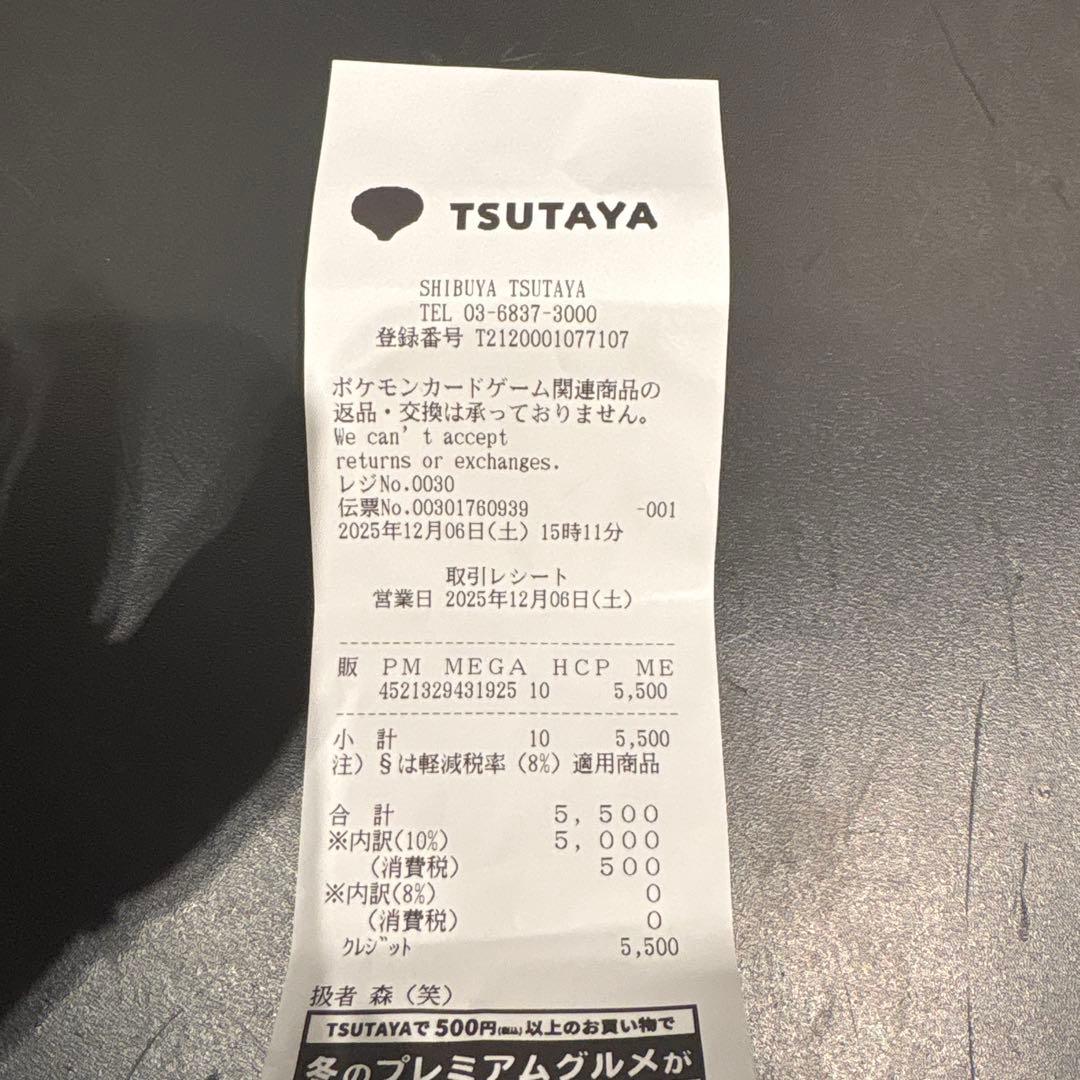 TSUTAYA
SHIBUYA TSUTAYA
TEL 03-6837-3000
登録番号 T2120001077107
ポケモンカードゲーム関連商品の
返品・交換は承っておりません。
We can't accept
returns or exchanges.
レジNo.0030
伝票No.00301760939 -001
2025年12月06日(土) 15時11分
取引レシート
営業日 2025年12月06日(土)
販 PM MEGA HCP ME
4521329431925 10 5,500
小 計 10 5,500
注) §は軽減税率(8%)適用商品
合 計 5,500
※内訳(10%) 5,000
(消費税) 500
※内訳(8%) 0
(消費税) 0
クレジット 5,500
扱者 森(笑)
TSUTAYAで500円(税込)以上のお買い物で
冬のプレミアムグルメが